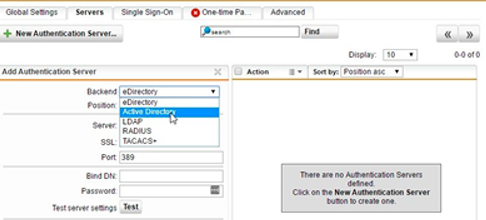 Global Settings Servers Single Sign-On One-time Pa... Advanced
New Authentication Server... search Find « »
Display: 10 0-0 of 0
Add Authentication Server Action Sort by: Position asc
Backend eDirectory
eDirectory
Position:
Active Directory
LDAP
Server:
RADIUS
SSL: TACACS+
Port: 389
Bind DN:
Password:
Test server settings Test
There are no Authentication Servers
defined.
Click on the New Authentication Server
button to create one.